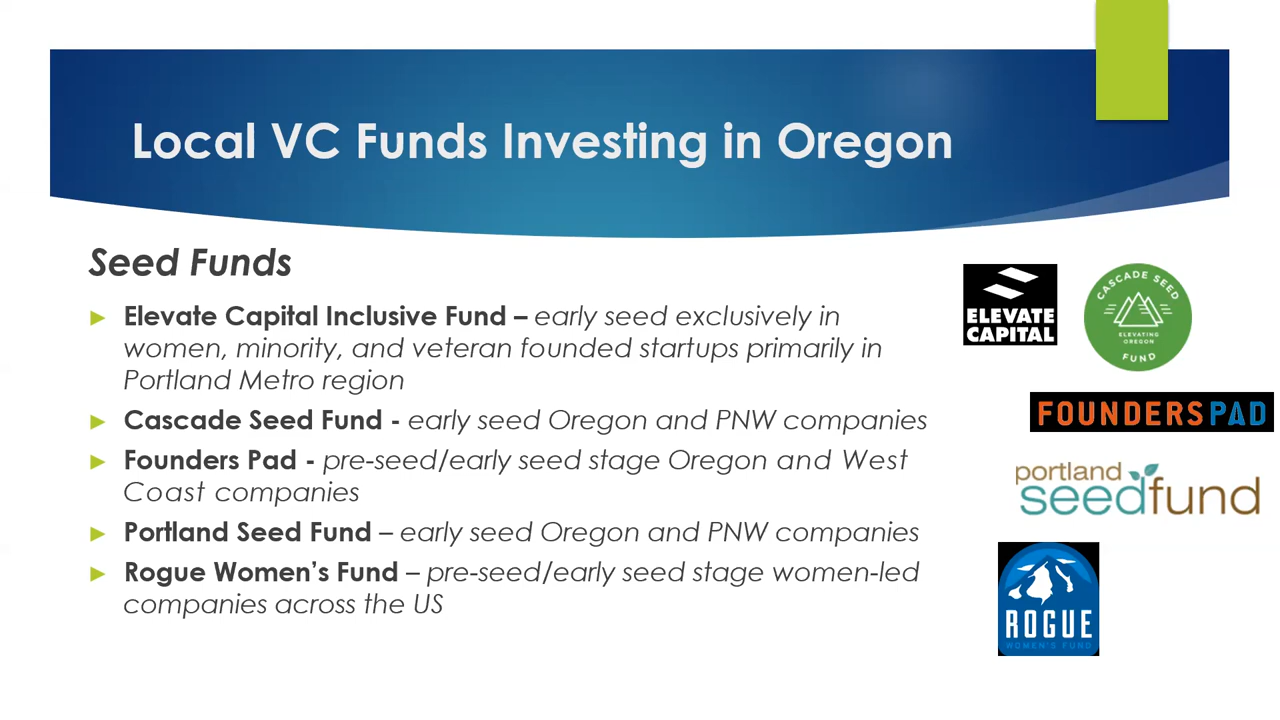 Local VC Funds Investing in Oregon
Seed Funds
► Elevate Capital Inclusive Fund – early seed exclusively in
women, minority, and veteran founded startups primarily in
Portland Metro region
► Cascade Seed Fund - early seed Oregon and PNW companies
► Founders Pad - pre-seed/early seed stage Oregon and West
Coast companies
► Portland Seed Fund – early seed Oregon and PNW companies
► Rogue Women’s Fund – pre-seed/early seed stage women-led
companies across the US
ELEVATE
CAPITAL
CASCADE SEED
ELEVATING
OREGON
FUND
FOUNDERSPAD
portland
seedfund
ROGUE
WOMEN'S FUND